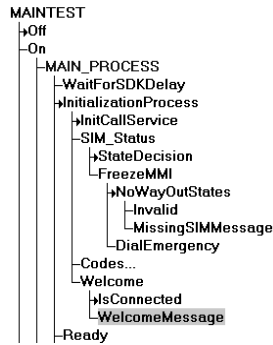 MAINTEST
Off
On
MAIN_PROCESS
WaitForSDKDelay
InitializationProcess
InitCallService
SIM_Status
StateDecision
FreezeMMI
NoWayOutStates
Invalid
MissingSIMMessage
DialEmergency
Codes...
Welcome
IsConnected
WelcomeMessage
Ready